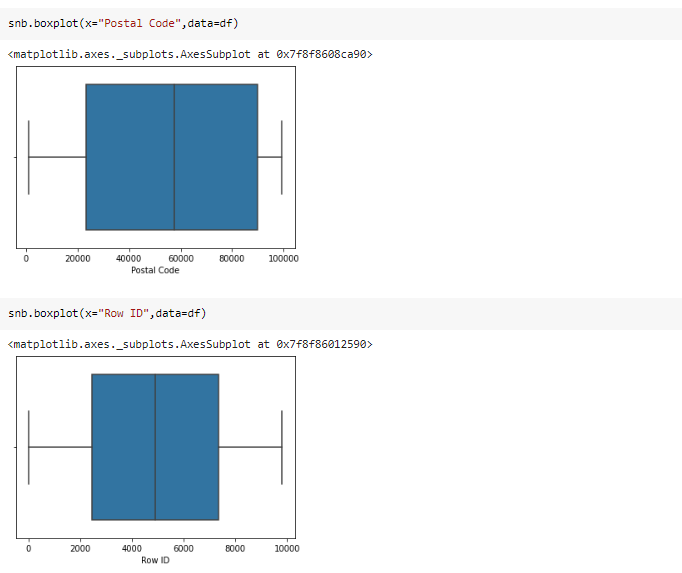 snb.boxplot(x="Postal Code",data=df)
<matplotlib.axes._subplots.AxesSubplot at 0x7f8f8608ca90>
0 20000 40000 60000 80000 100000
Postal Code
snb.boxplot(x="Row ID",data=df)
<matplotlib.axes._subplots.AxesSubplot at 0x7f8f86012590>
0 2000 4000 6000 8000 10000
Row ID